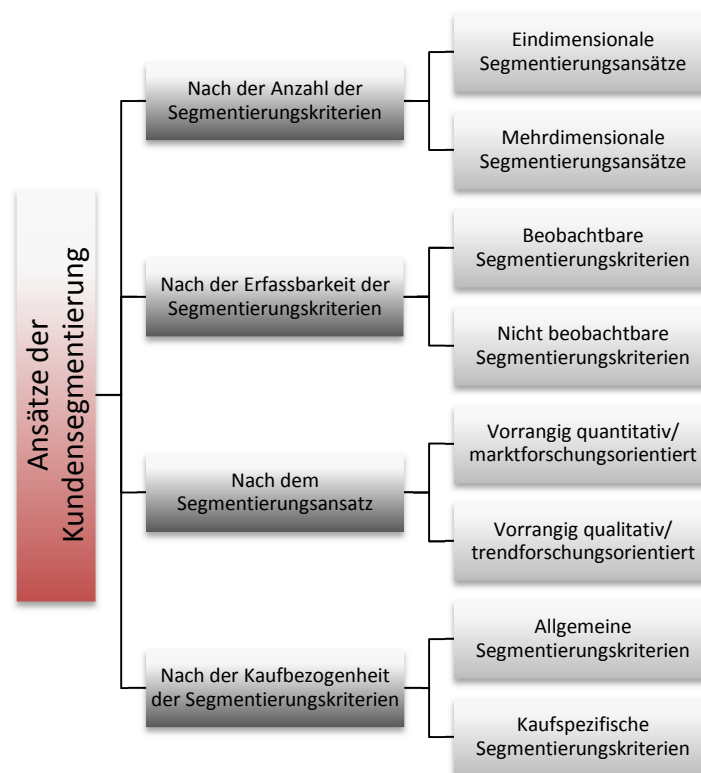 Ansätze der
Kundensegmentierung
Nach der Anzahl der
Segmentierungskriterien
Eindimensionale
Segmentierungsansätze
Mehrdimensionale
Segmentierungsansätze
Nach der Erfassbarkeit der
Segmentierungskriterien
Beobachtbare
Segmentierungskriterien
Nicht beobachtbare
Segmentierungskriterien
Nach dem
Segmentierungsansatz
Vorrangig quantitativ/
marktforschungsorientiert
Vorrangig qualitativ/
trendforschungsorientiert
Nach der Kaufbezogenheit
der Segmentierungskriterien
Allgemeine
Segmentierungskriterien
Kaufspezifische
Segmentierungskriterien